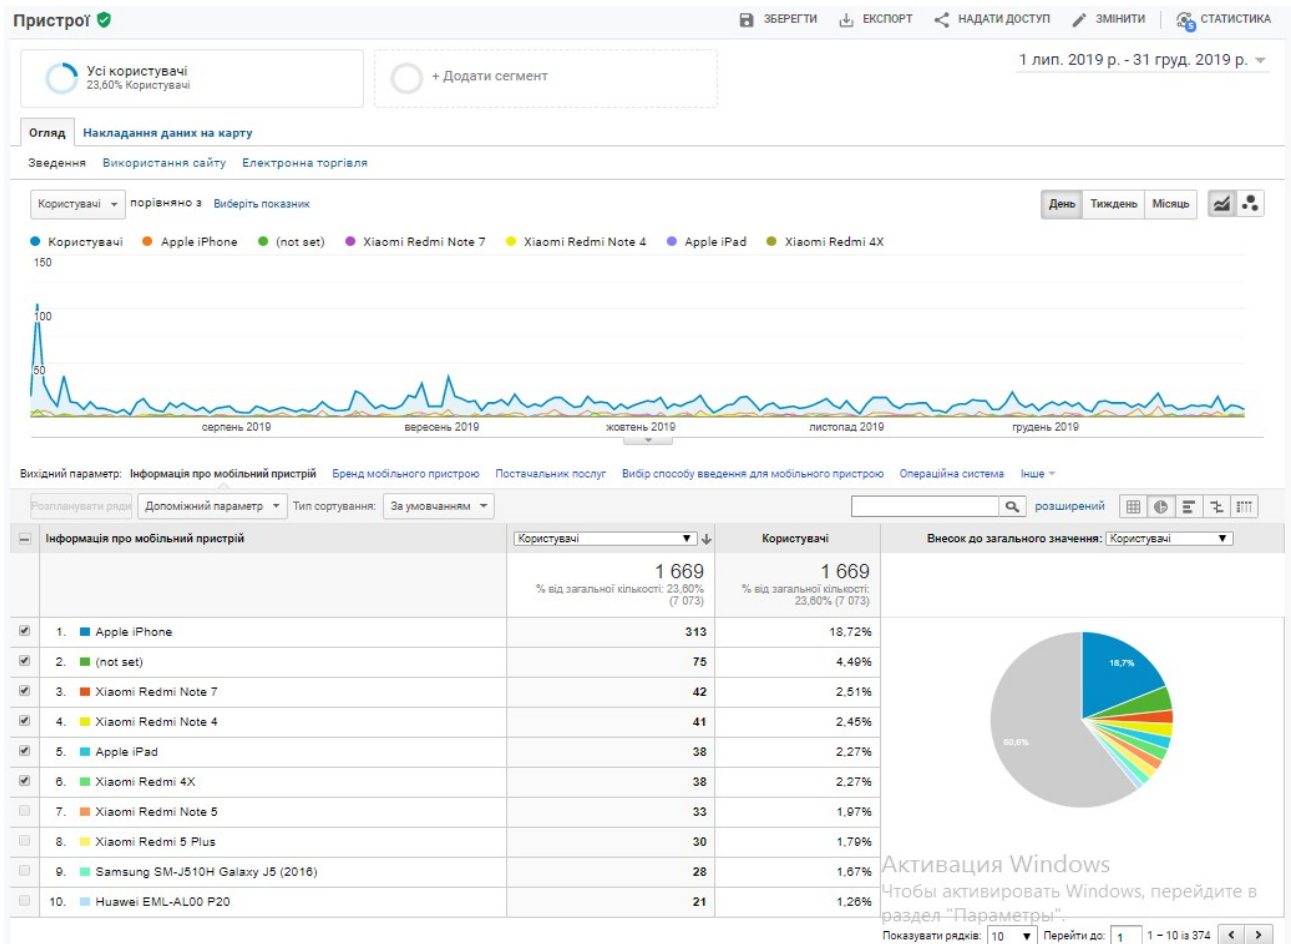 Пристрої
ЗБЕРЕГТИ ЕКСПОРТ НАДАТИ ДОСТУП ЗМІНИТИ 5 СТАТИСТИКА
Усі користувачі
23,60% Користувачі
+ Додати сегмент
1 лип. 2019 р. - 31 груд. 2019 р.
Огляд Накладання даних на карту
Зведення Використання сайту Електронна торгівля
Користувачі порівняно з Виберіть показник
День Тиждень Місяць
Користувачі Apple iPhone (not set) Xiaomi Redmi Note 7 Xiaomi Redmi Note 4 Apple iPad Xiaomi Redmi 4X
150
100
50
серпень 2019 вересень 2019 жовтень 2019 листопад 2019 грудень 2019
Вихідний параметр: Інформація про мобільний пристрій Бренд мобільного пристрою Постачальник послуг Вибір способу введення для мобільного пристрою Операційна система Інше
Розпланувати ряди Допоміжний параметр Тип сортування: За умовчанням розширений
Інформація про мобільний пристрій Користувачі Користувачі Внесок до загального значення: Користувачі
1 669 1 669
% від загальної кількості: 23,60% (7 073) % від загальної кількості: 23,60% (7 073)
1. Apple iPhone 313 18,72%
2. (not set) 75 4,49%
3. Xiaomi Redmi Note 7 42 2,51%
4. Xiaomi Redmi Note 4 41 2,45%
5. Apple iPad 38 2,27%
6. Xiaomi Redmi 4X 38 2,27%
7. Xiaomi Redmi Note 5 33 1,97%
8. Xiaomi Redmi 5 Plus 30 1,79%
9. Samsung SM-J510H Galaxy J5 (2016) 28 1,67%
10. Huawei EML-AL00 P20 21 1,26%
18,7%
60,6%
Активация Windows
Чтобы активировать Windows, перейдите в
раздел "Параметры".
Показувати рядків: 10 Перейти до: 1 1 – 10 із 374